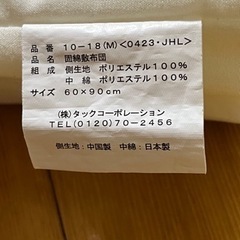 品番 10-18(M)<0423・JHL>
品名 固綿敷布団
組成 側生地 ポリエステル100%
中綿 ポリエステル100%
サイズ 60×90cm
(株)タックコーポレーション
TEL(0120)70-2456
側生地:中国製 中綿:日本製